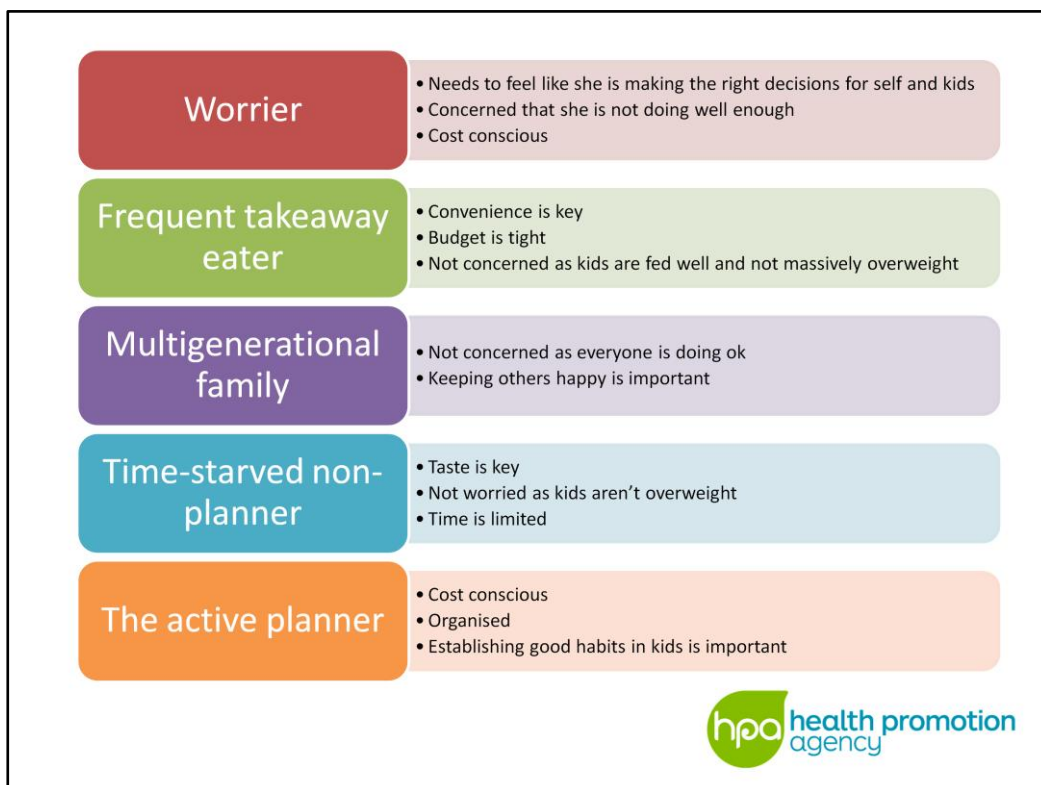 Worrier
• Needs to feel like she is making the right decisions for self and kids
• Concerned that she is not doing well enough
• Cost conscious
Frequent takeaway
eater
• Convenience is key
• Budget is tight
• Not concerned as kids are fed well and not massively overweight
Multigenerational
family
• Not concerned as everyone is doing ok
• Keeping others happy is important
Time-starved non-
planner
• Taste is key
• Not worried as kids aren’t overweight
• Time is limited
The active planner
• Cost conscious
• Organised
• Establishing good habits in kids is important
hpa health promotion
agency